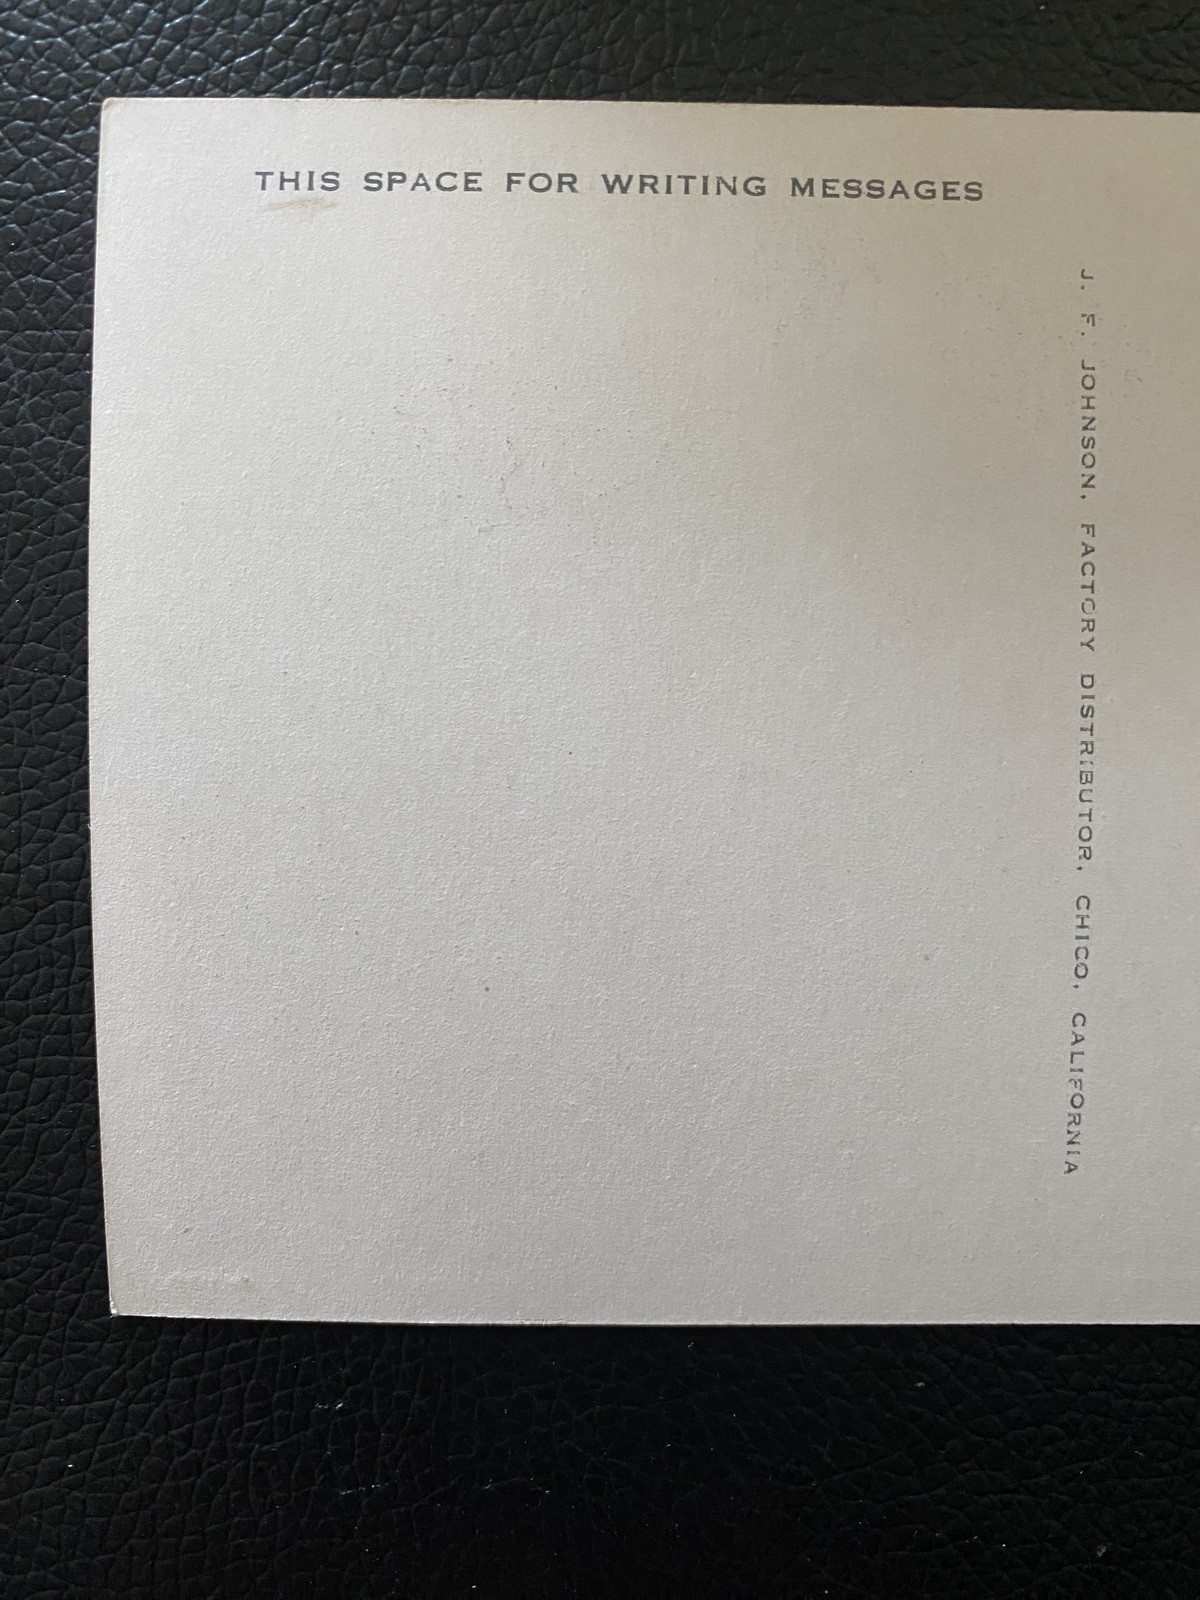 THIS SPACE FOR WRITING MESSAGES
J. F. JOHNSON, FACTORY DISTRIBUTOR, CHICO, CALIFORNIA